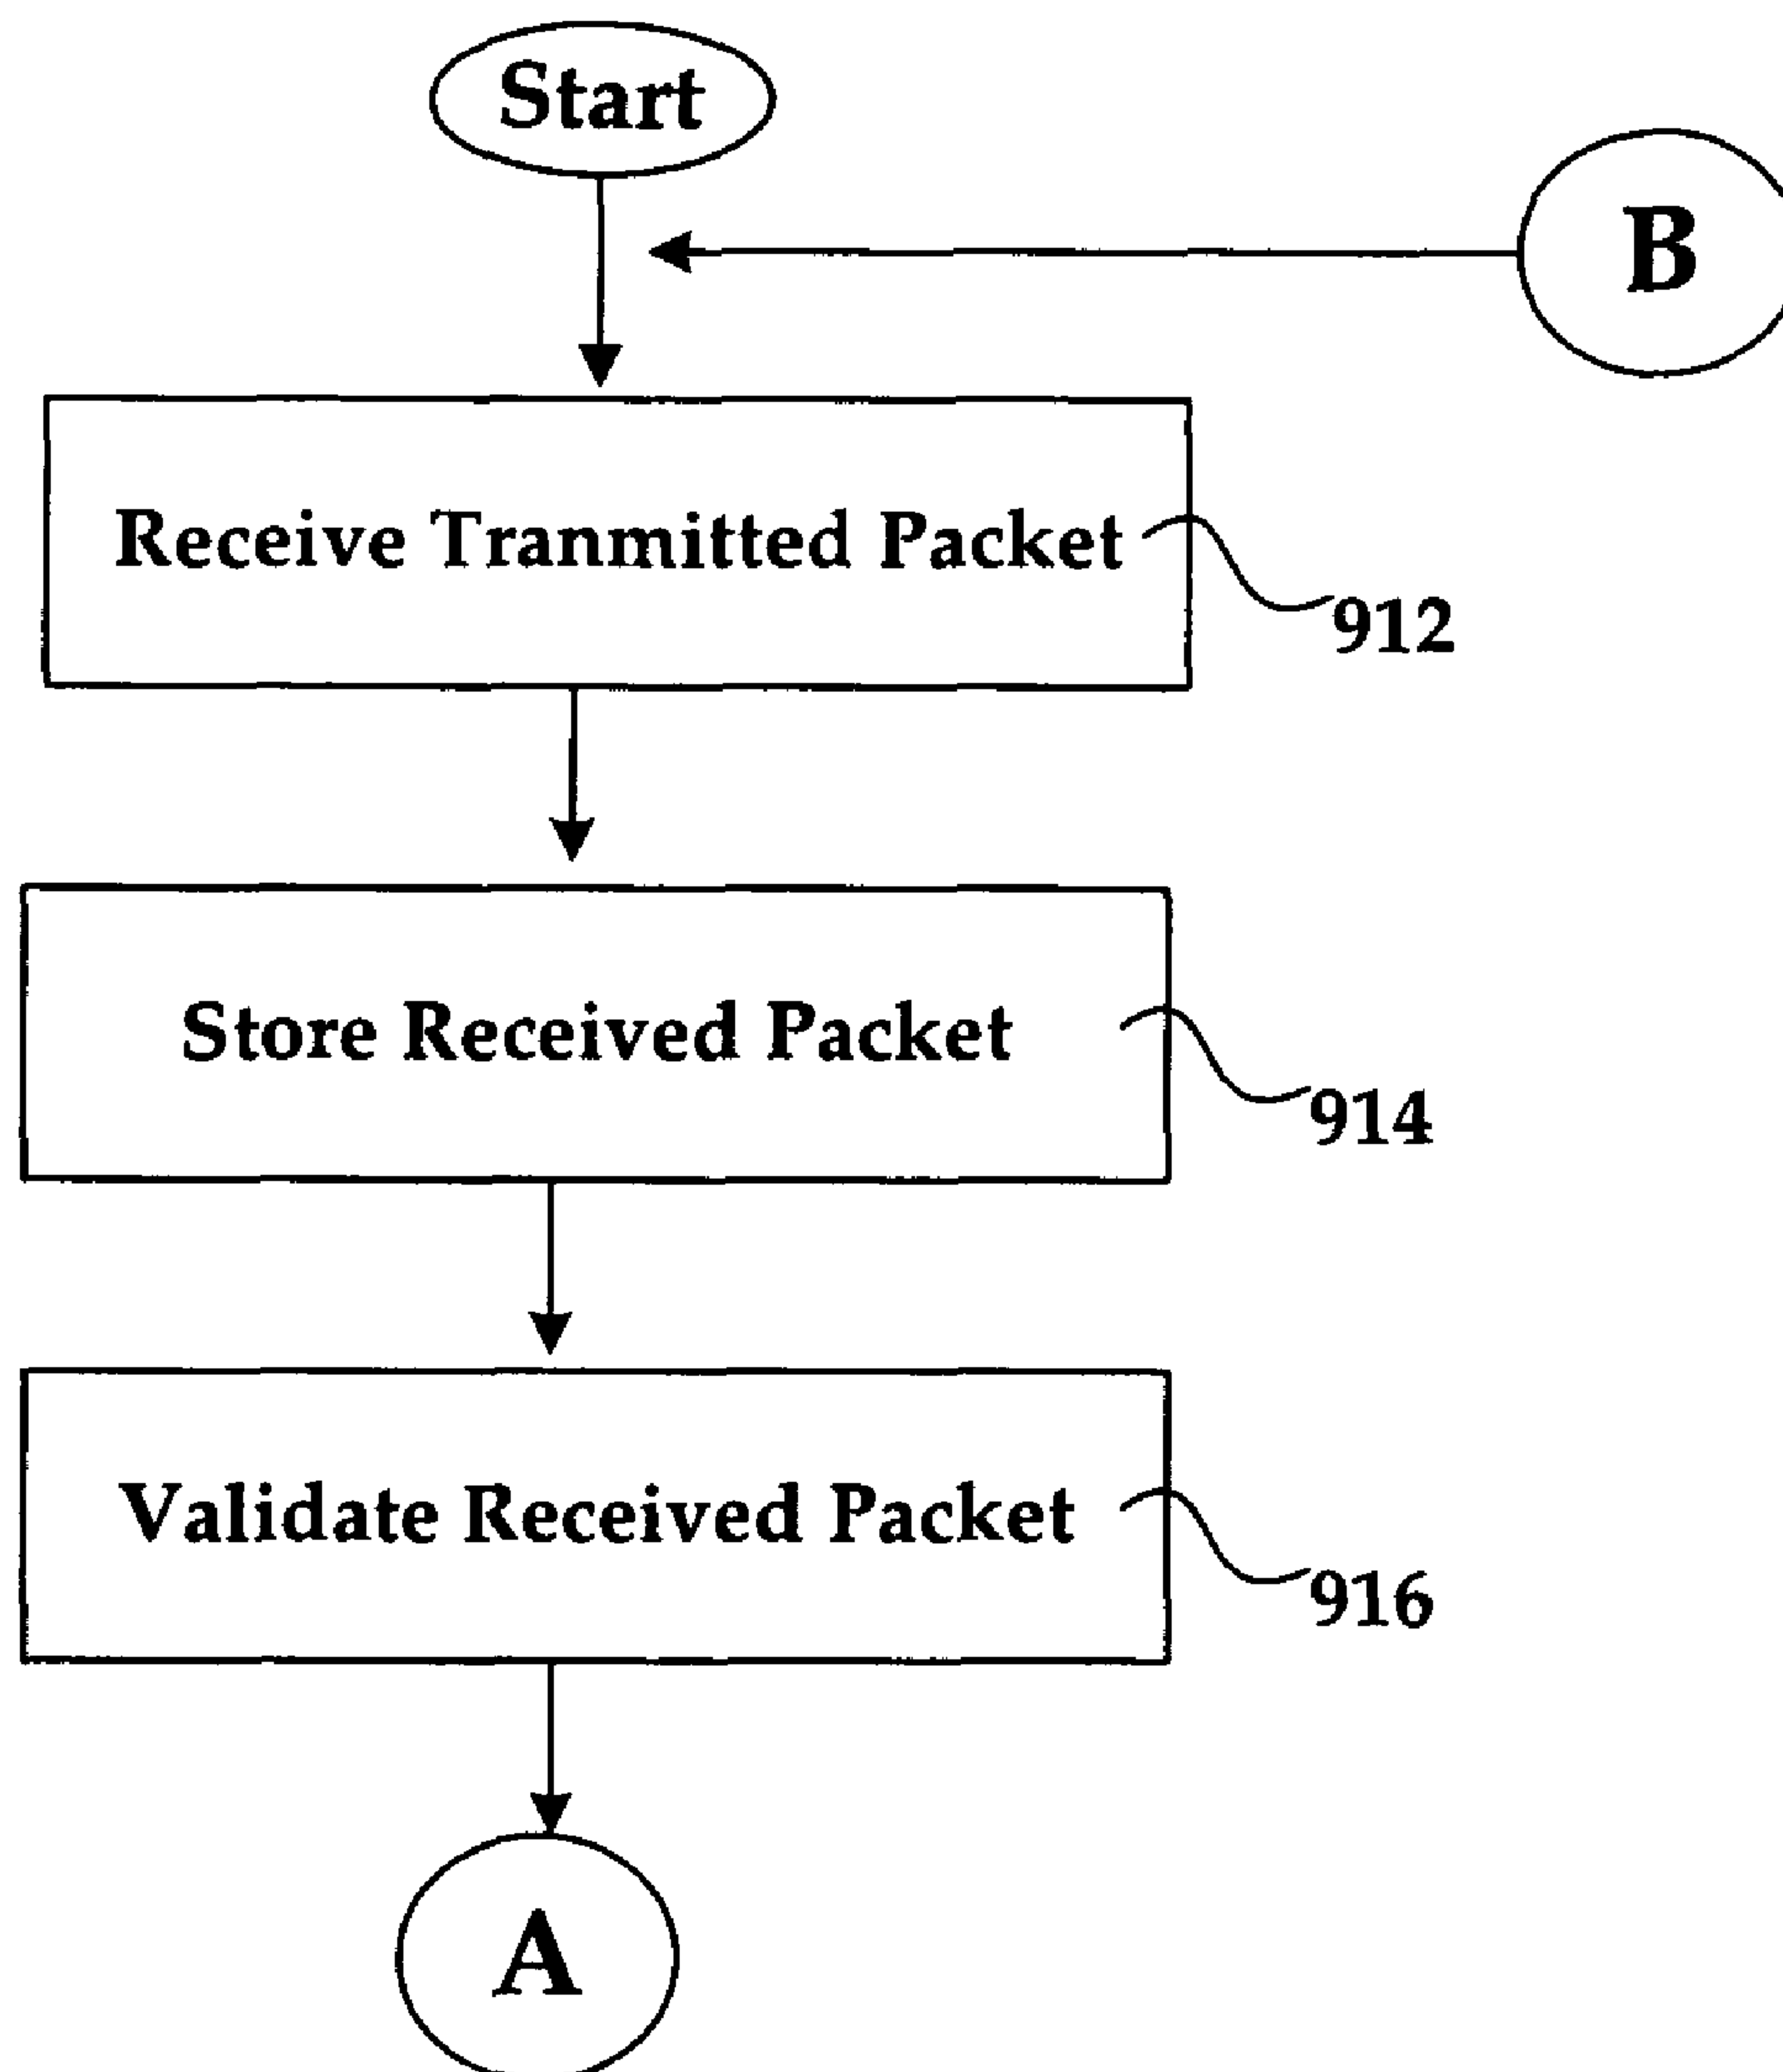 Start
B
Receive Tranmitted Packet
912
Store Received Packet
914
Validate Received Packet
916
A